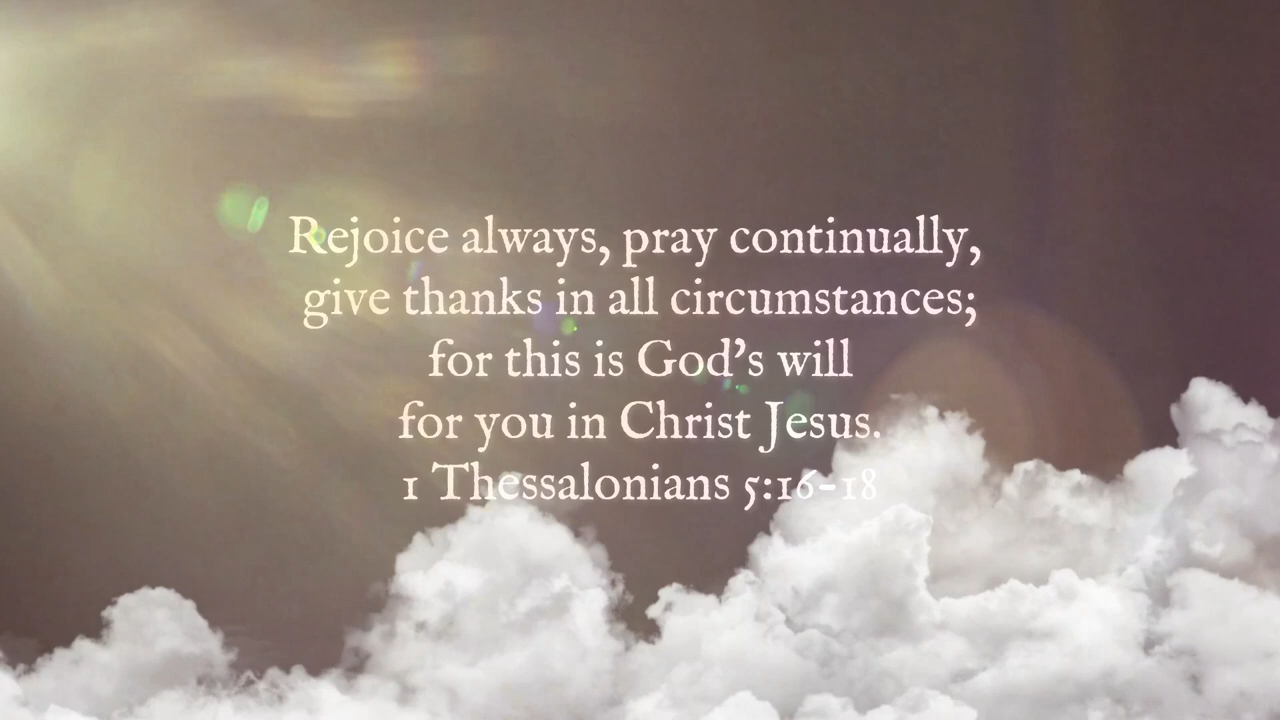 Rejoice always, pray continually,
give thanks in all circumstances;
for this is God's will
for you in Christ Jesus.
1 Thessalonians 5:16-18